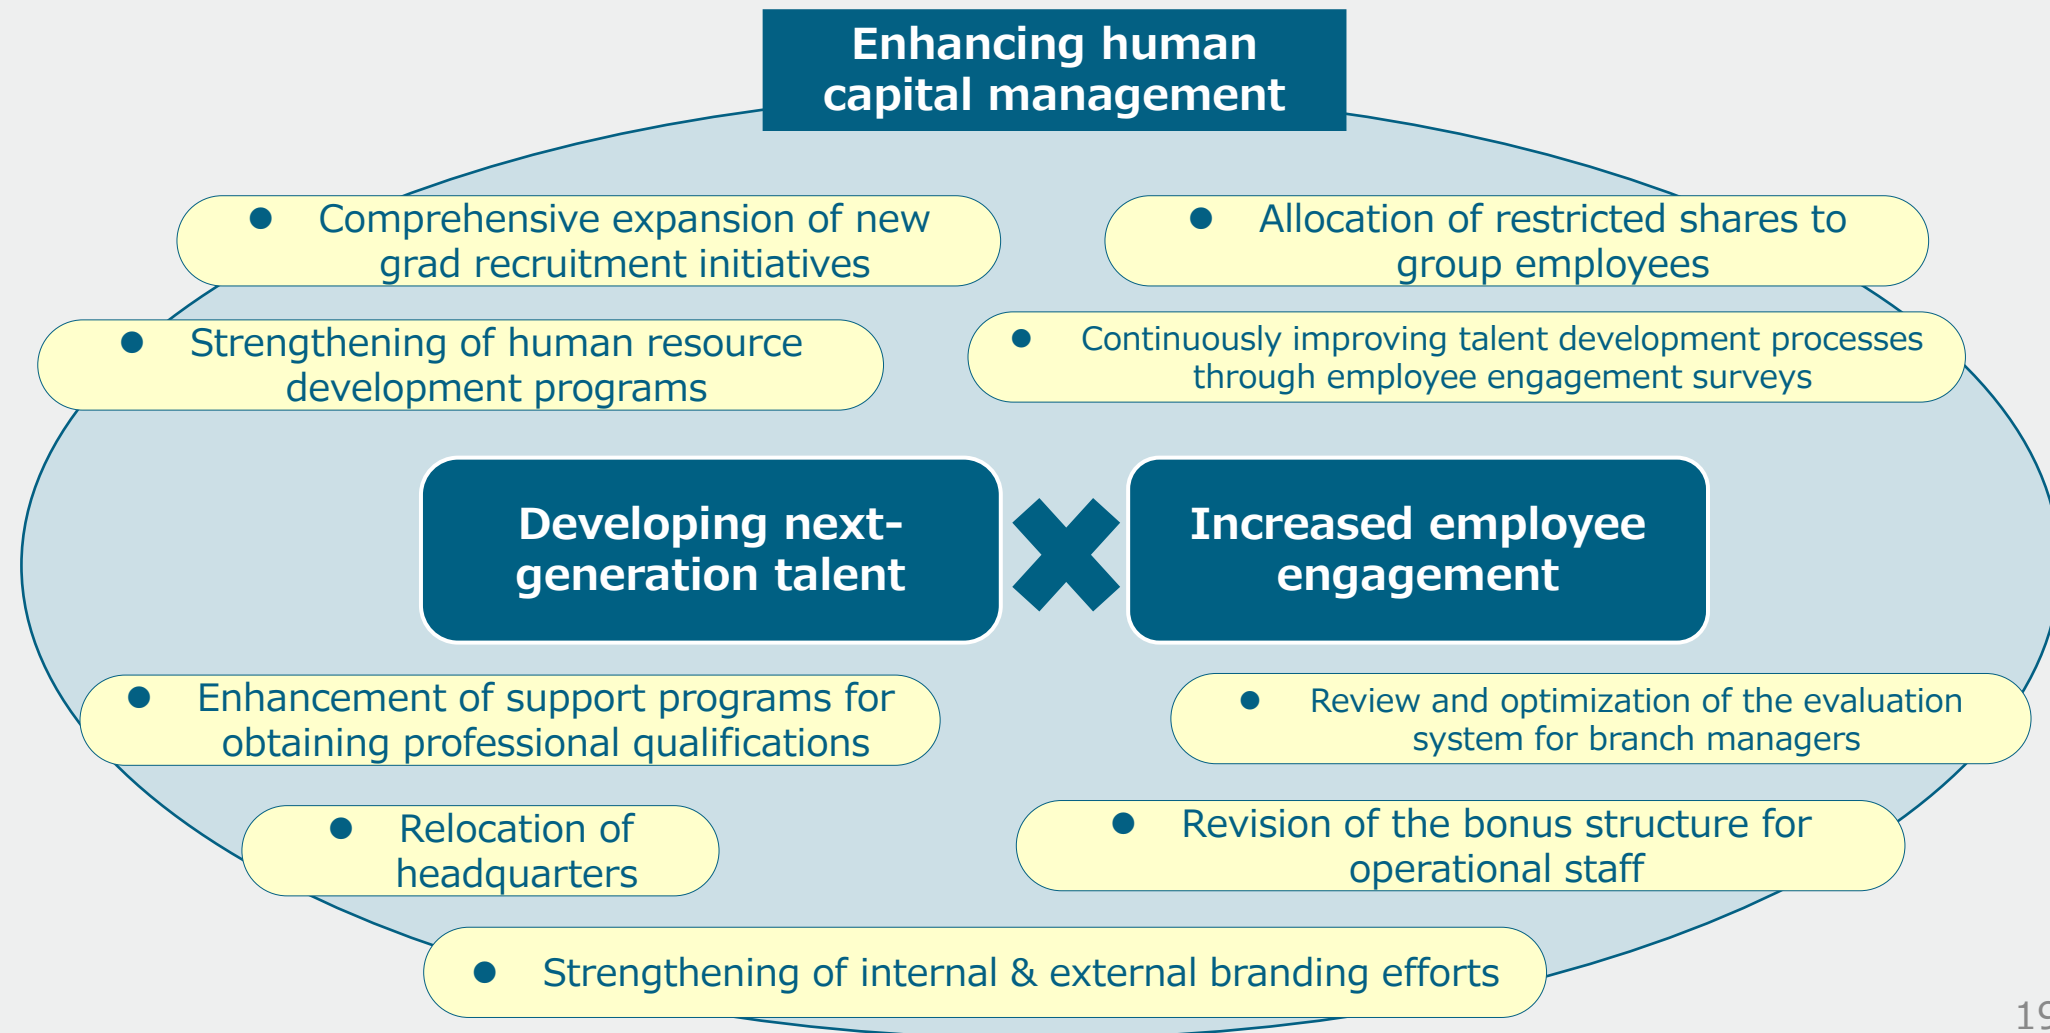 Enhancing human
capital management
● Comprehensive expansion of new
grad recruitment initiatives
● Allocation of restricted shares to
group employees
● Strengthening of human resource
development programs
● Continuously improving talent development processes
through employee engagement surveys
Developing next-
generation talent
Increased employee
engagement
● Enhancement of support programs for
obtaining professional qualifications
● Review and optimization of the evaluation
system for branch managers
● Relocation of
headquarters
● Revision of the bonus structure for
operational staff
● Strengthening of internal & external branding efforts
19